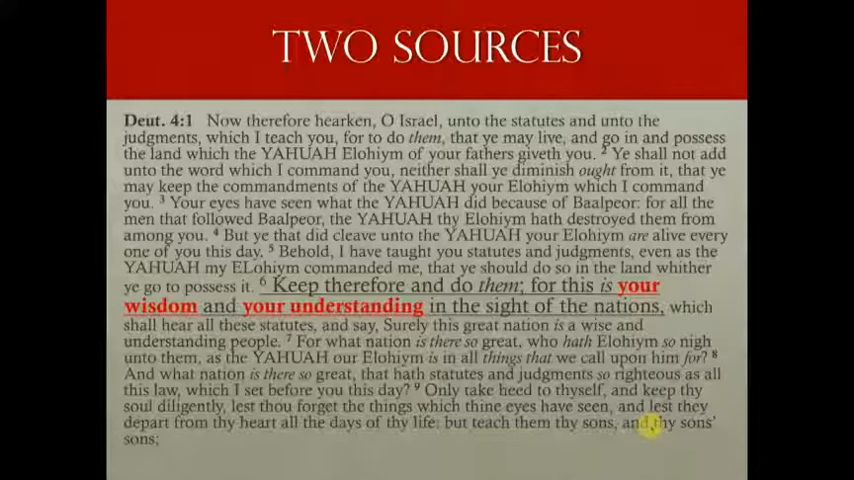 TWO SOURCES
Deut. 4:1 Now therefore hearken, O Israel, unto the statutes and unto the
judgments, which I teach you, for to do them, that ye may live, and go in and possess
the land which the YAHUAH Elohiym of your fathers giveth you. 2 Ye shall not add
unto the word which I command you, neither shall ye diminish ought from it, that ye
may keep the commandments of the YAHUAH your Elohiym which I command
you. 3 Your eyes have seen what the YAHUAH did because of Baalpeor: for all the
men that followed Baalpeor, the YAHUAH thy Elohiym hath destroyed them from
among you. 4 But ye that did cleave unto the YAHUAH your Elohiym are alive every
one of you this day. 5 Behold, I have taught you statutes and judgments, even as the
YAHUAH my ELohiym commanded me, that ye should do so in the land whither
ye go to possess it. 6 Keep therefore and do them; for this is your
wisdom and your understanding in the sight of the nations, which
shall hear all these statutes, and say, Surely this great nation is a wise and
understanding people. 7 For what nation is there so great, who hath Elohiym so nigh
unto them, as the YAHUAH our Elohiym is in all things that we call upon him for? 8
And what nation is there so great, that hath statutes and judgments so righteous as all
this law, which I set before you this day? 9 Only take heed to thyself, and keep thy
soul diligently, lest thou forget the things which thine eyes have seen, and lest they
depart from thy heart all the days of thy life: but teach them thy sons, and thy sons'
sons;